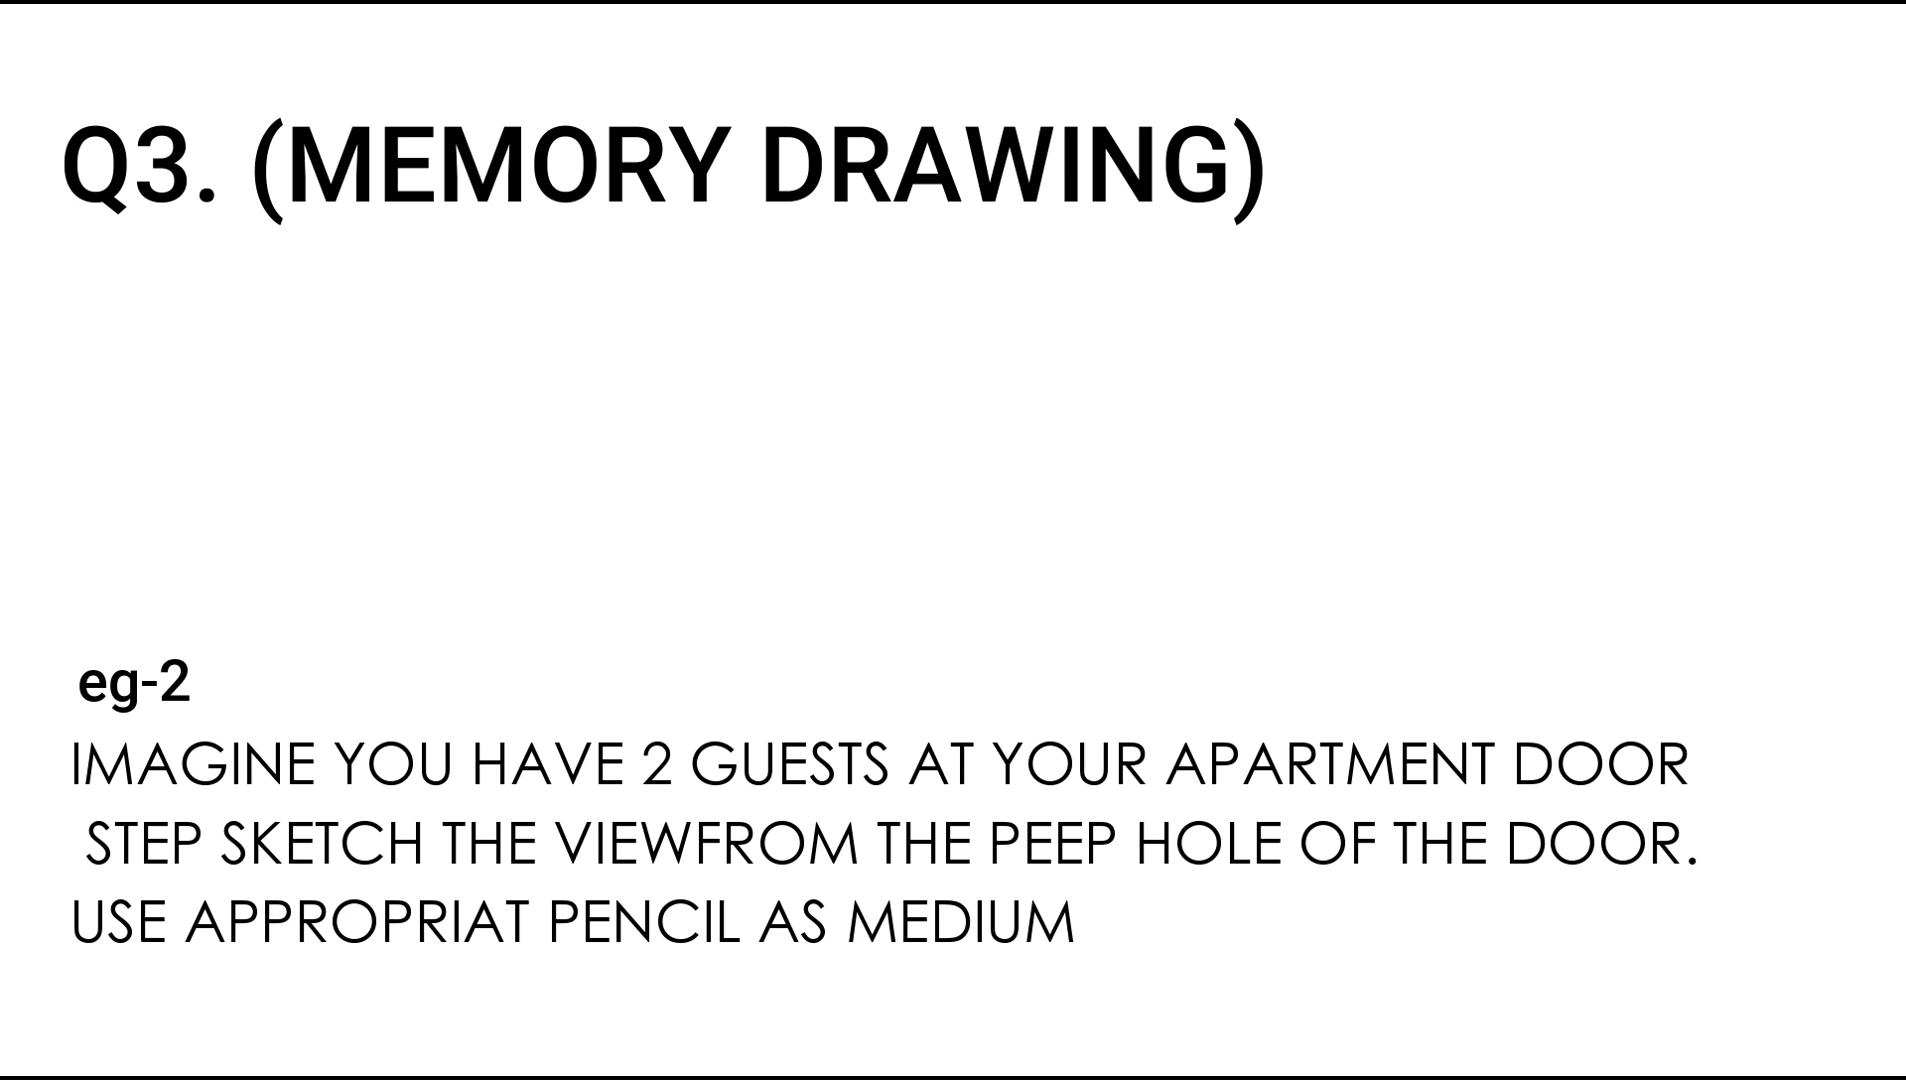 Q3. (MEMORY DRAWING)
eg-2
IMAGINE YOU HAVE 2 GUESTS AT YOUR APARTMENT DOOR
STEP SKETCH THE VIEWFROM THE PEEP HOLE OF THE DOOR.
USE APPROPRIAT PENCIL AS MEDIUM